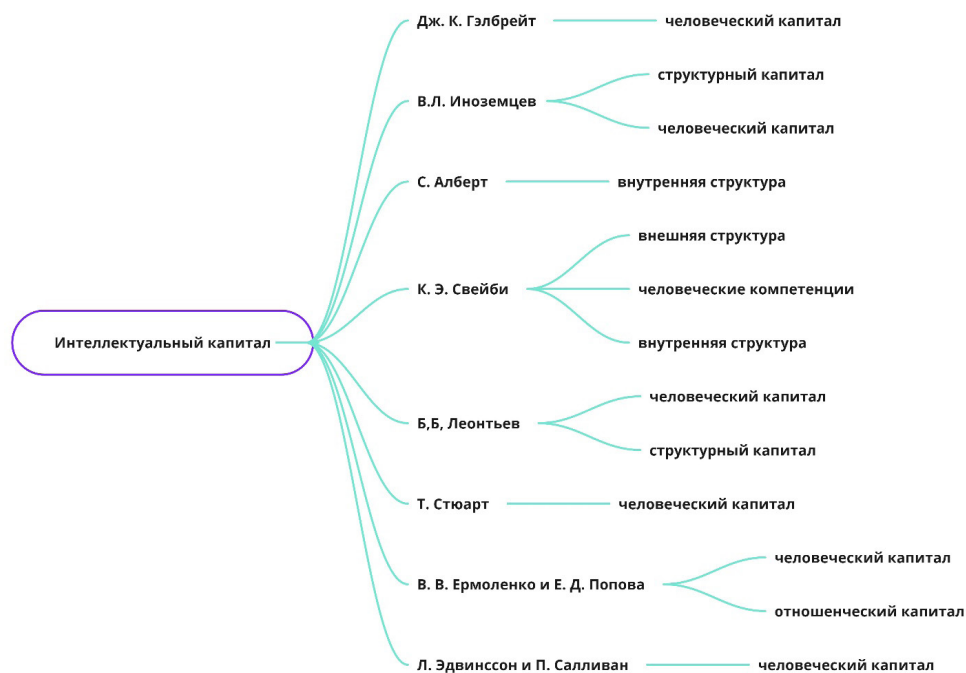 Интеллектуальный капитал
Дж. К. Гэлбрейт
человеческий капитал
В.Л. Иноземцев
структурный капитал
человеческий капитал
С. Алберт
внутренняя структура
К. Э. Свейби
внешняя структура
человеческие компетенции
внутренняя структура
Б,Б, Леонтьев
человеческий капитал
структурный капитал
Т. Стюарт
человеческий капитал
В. В. Ермоленко и Е. Д. Попова
человеческий капитал
отношенческий капитал
Л. Эдвинссон и П. Салливан
человеческий капитал